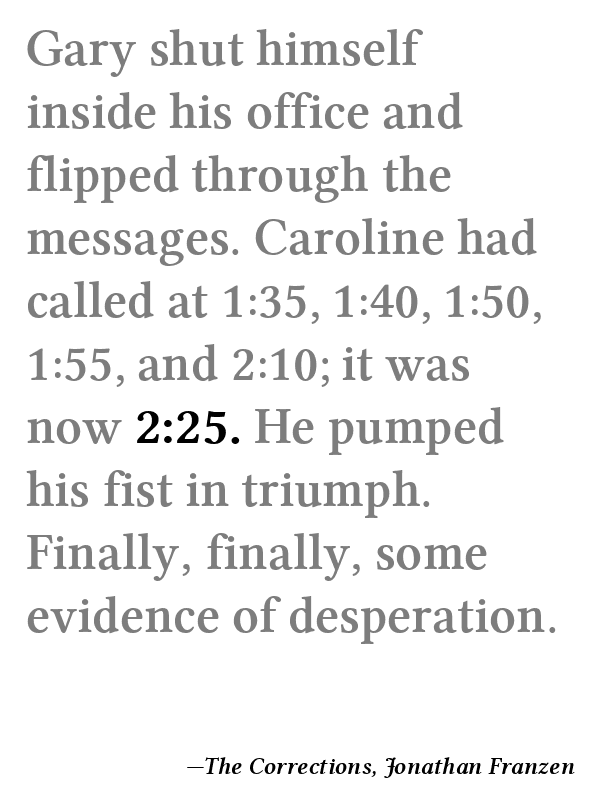 Gary shut himself
inside his office and
flipped through the
messages. Caroline had
called at 1:35, 1:40, 1:50,
1:55, and 2:10; it was
now 2:25. He pumped
his fist in triumph.
Finally, finally, some
evidence of desperation.
—The Corrections, Jonathan Franzen